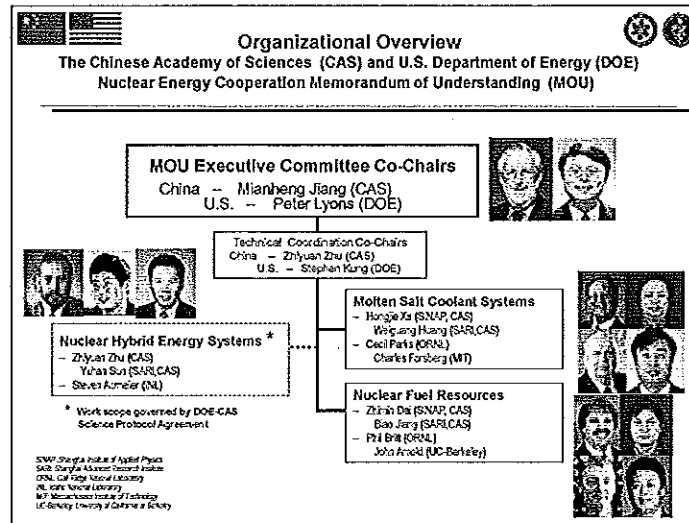 Organizational Overview
The Chinese Academy of Sciences (CAS) and U.S. Department of Energy (DOE)
Nuclear Energy Cooperation Memorandum of Understanding (MOU)
MOU Executive Committee Co-Chairs
China – Mianheng Jiang (CAS)
U.S. – Peter Lyons (DOE)
Technical Coordination Co-Chairs
China – Zhiyuan Zhu (CAS)
U.S. – Stephen Kung (DOE)
Nuclear Hybrid Energy Systems *
– Zhiyuan Zhu (CAS)
Yuhan Sun (SARI,CAS)
– Steven Aumeier (INL)
* Work scope governed by DOE-CAS
Science Protocol Agreement
Molten Salt Coolant Systems
– Hongjie Xu (SINAP, CAS)
Weiguang Huang (SARI,CAS)
– Cecil Parks (ORNL)
Charles Forsberg (MIT)
Nuclear Fuel Resources
– Zhimin Dai (SINAP, CAS)
Biao Jiang (SARI,CAS)
– Phil Britt (ORNL)
John Arnold (UC-Berkeley)
SINAP: Shanghai Institute of Applied Physics
SARI: Shanghai Advanced Research Institute
ORNL: Oak Ridge National Laboratory
INL: Idaho National Laboratory
MIT: Massachusetts Institute of Technology
UC-Berkeley: University of California at Berkeley